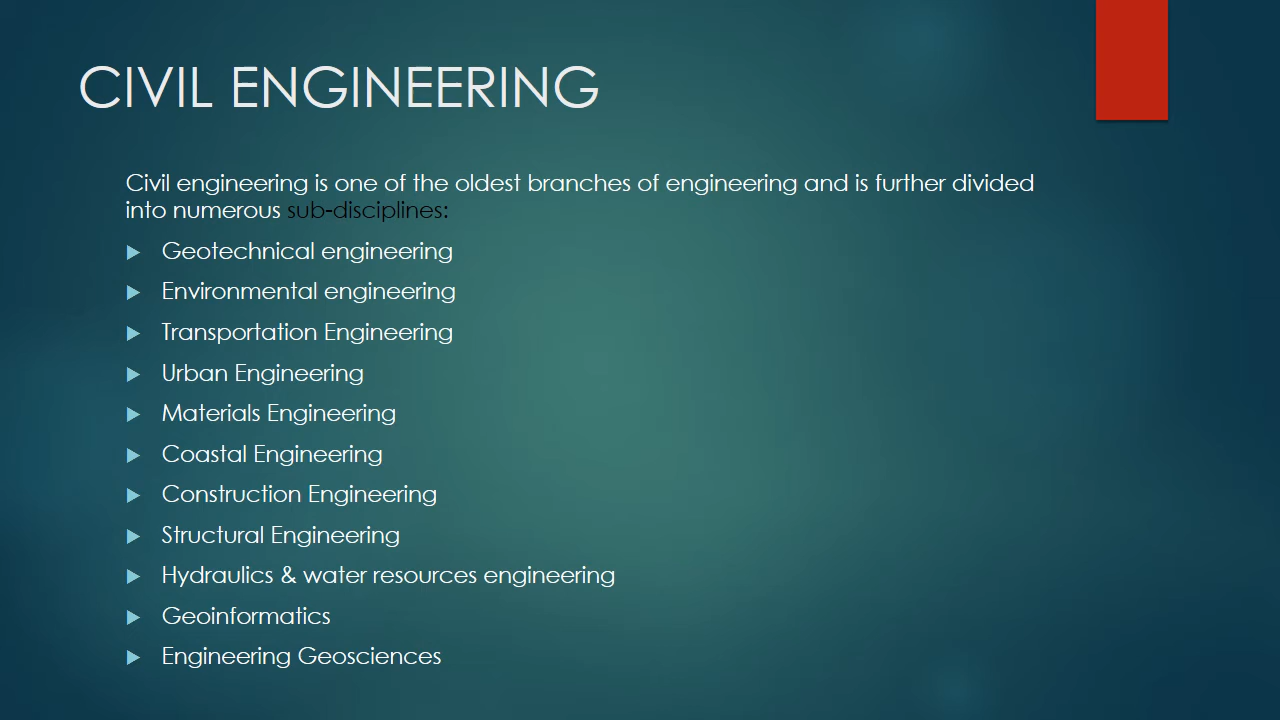 CIVIL ENGINEERING
Civil engineering is one of the oldest branches of engineering and is further divided
into numerous sub-disciplines:
Geotechnical engineering
Environmental engineering
Transportation Engineering
Urban Engineering
Materials Engineering
Coastal Engineering
Construction Engineering
Structural Engineering
Hydraulics & water resources engineering
Geoinformatics
Engineering Geosciences